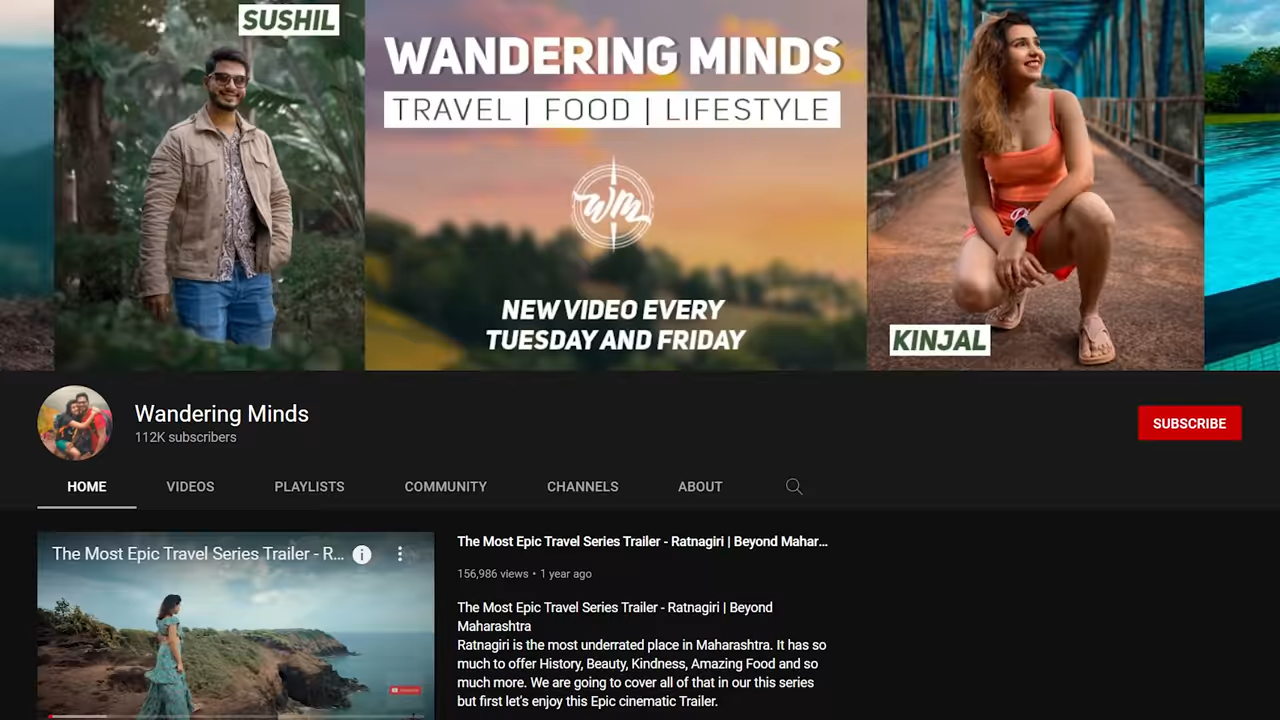 SUSHIL
WANDERING MINDS
TRAVEL | FOOD | LIFESTYLE
WM
NEW VIDEO EVERY
TUESDAY AND FRIDAY
KINJAL
Wandering Minds
112K subscribers
SUBSCRIBE
HOME VIDEOS PLAYLISTS COMMUNITY CHANNELS ABOUT
The Most Epic Travel Series Trailer - R...
The Most Epic Travel Series Trailer - Ratnagiri | Beyond Mahar...
156,986 views • 1 year ago
The Most Epic Travel Series Trailer - Ratnagiri | Beyond
Maharashtra
Ratnagiri is the most underrated place in Maharashtra. It has so
much to offer History, Beauty, Kindness, Amazing Food and so
much more. We are going to cover all of that in our this series
but first let's enjoy this Epic cinematic Trailer.